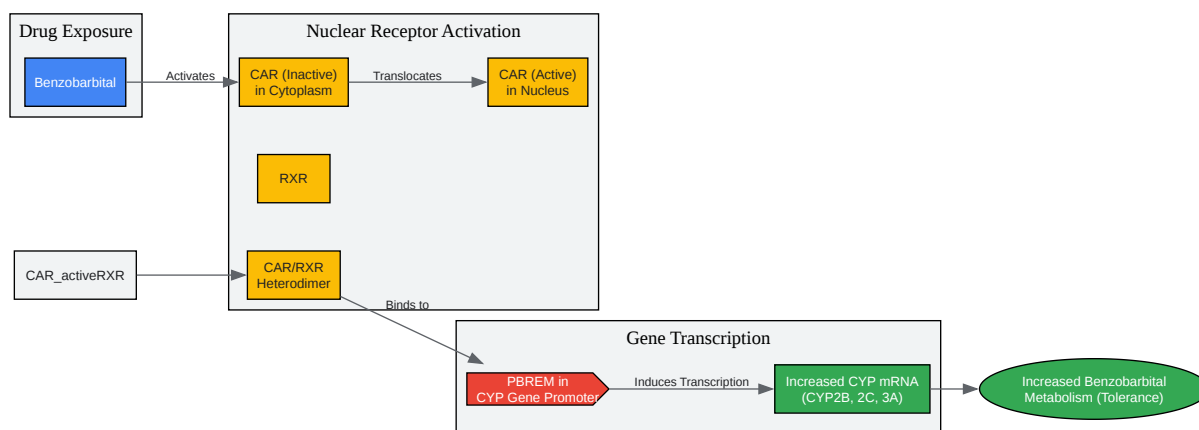 Drug Exposure
Benzobarbital
Activates
Nuclear Receptor Activation
CAR (Inactive)
in Cytoplasm
Translocates
CAR (Active)
in Nucleus
RXR
CAR_activeRXR
CAR/RXR
Heterodimer
Binds to
Gene Transcription
PBREM in
CYP Gene Promoter
Induces Transcription
Increased CYP mRNA
(CYP2B, 2C, 3A)
Increased Benzobarbital
Metabolism (Tolerance)